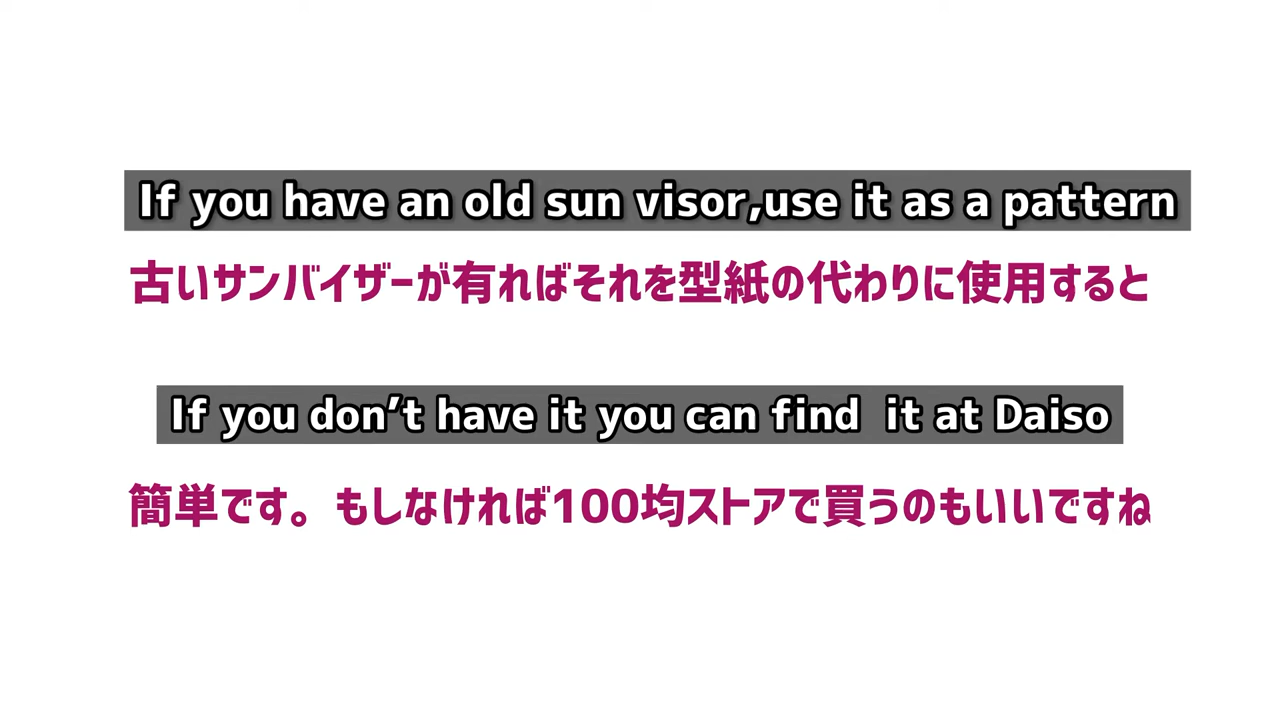 If you have an old sun visor,use it as a pattern
古いサンバイザーが有ればそれを型紙の代わりに使用すると
If you don’t have it you can find  it at Daiso
簡単です。もしなければ100均ストアで買うのもいいですね